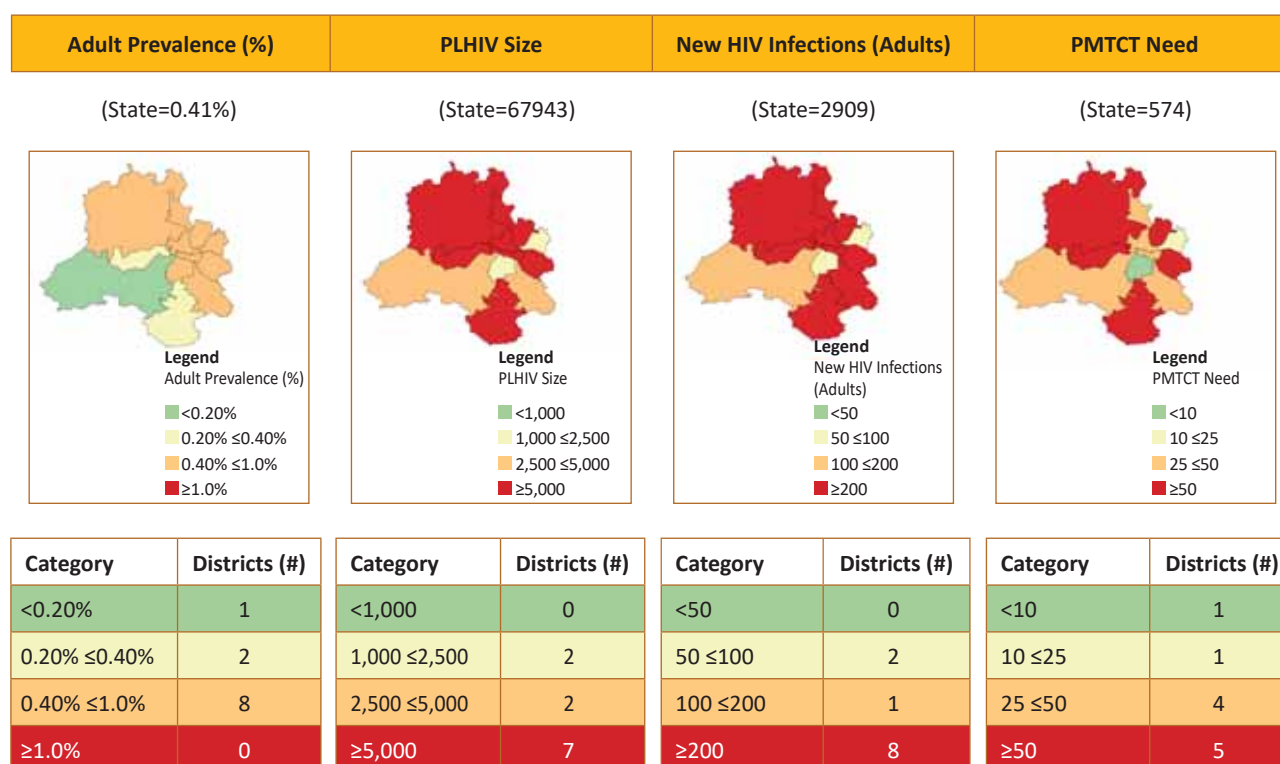 Adult Prevalence (%) PLHIV Size New HIV Infections (Adults) PMTCT Need
(State=0.41%) (State=67943) (State=2909) (State=574)
Legend
Adult Prevalence (%)
<0.20%
0.20% ≤0.40%
0.40% ≤1.0%
≥1.0%
Legend
PLHIV Size
<1,000
1,000 ≤2,500
2,500 ≤5,000
≥5,000
Legend
New HIV Infections
(Adults)
<50
50 ≤100
100 ≤200
≥200
Legend
PMTCT Need
<10
10 ≤25
25 ≤50
≥50
Category Districts (#)
<0.20% 1
0.20% ≤0.40% 2
0.40% ≤1.0% 8
≥1.0% 0
Category Districts (#)
<1,000 0
1,000 ≤2,500 2
2,500 ≤5,000 2
≥5,000 7
Category Districts (#)
<50 0
50 ≤100 2
100 ≤200 1
≥200 8
Category Districts (#)
<10 1
10 ≤25 1
25 ≤50 4
≥50 5